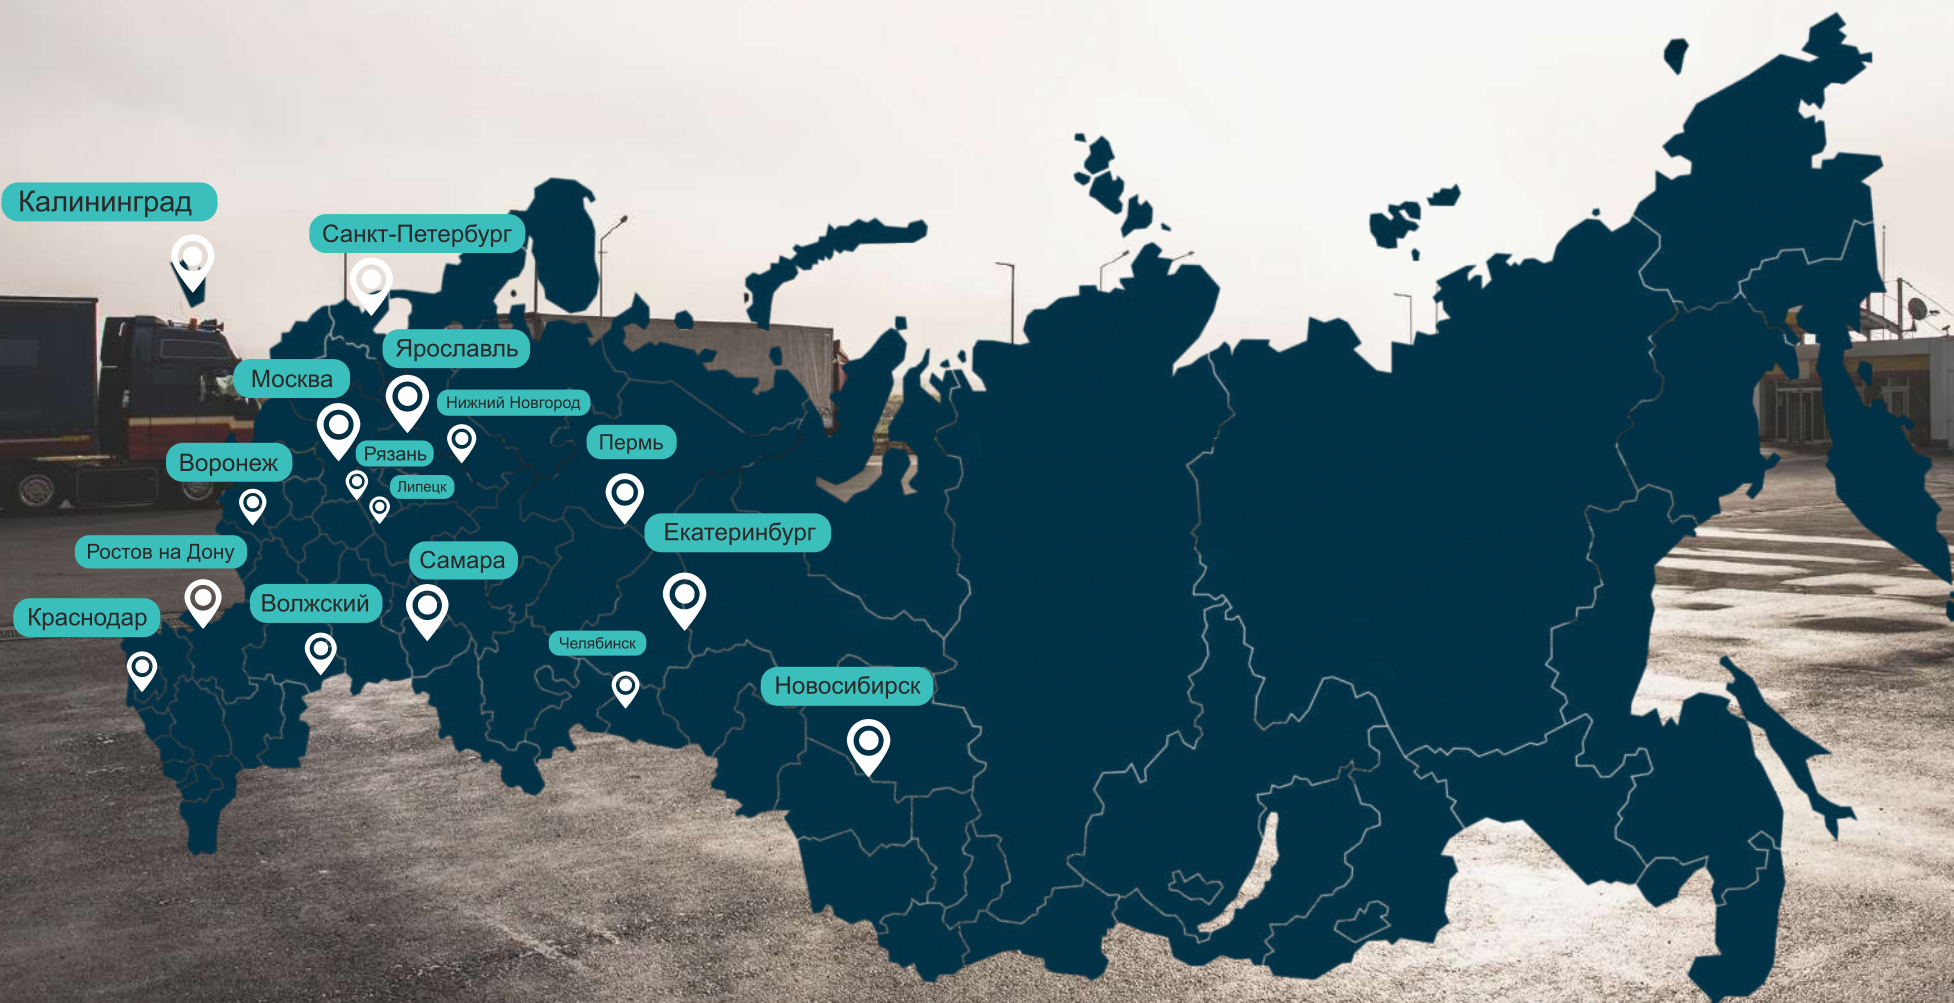 Калининград
Санкт-Петербург
Ярославль
Москва
Нижний Новгород
Пермь
Рязань
Воронеж
Липецк
Екатеринбург
Ростов на Дону
Самара
Волжский
Краснодар
Челябинск
Новосибирск